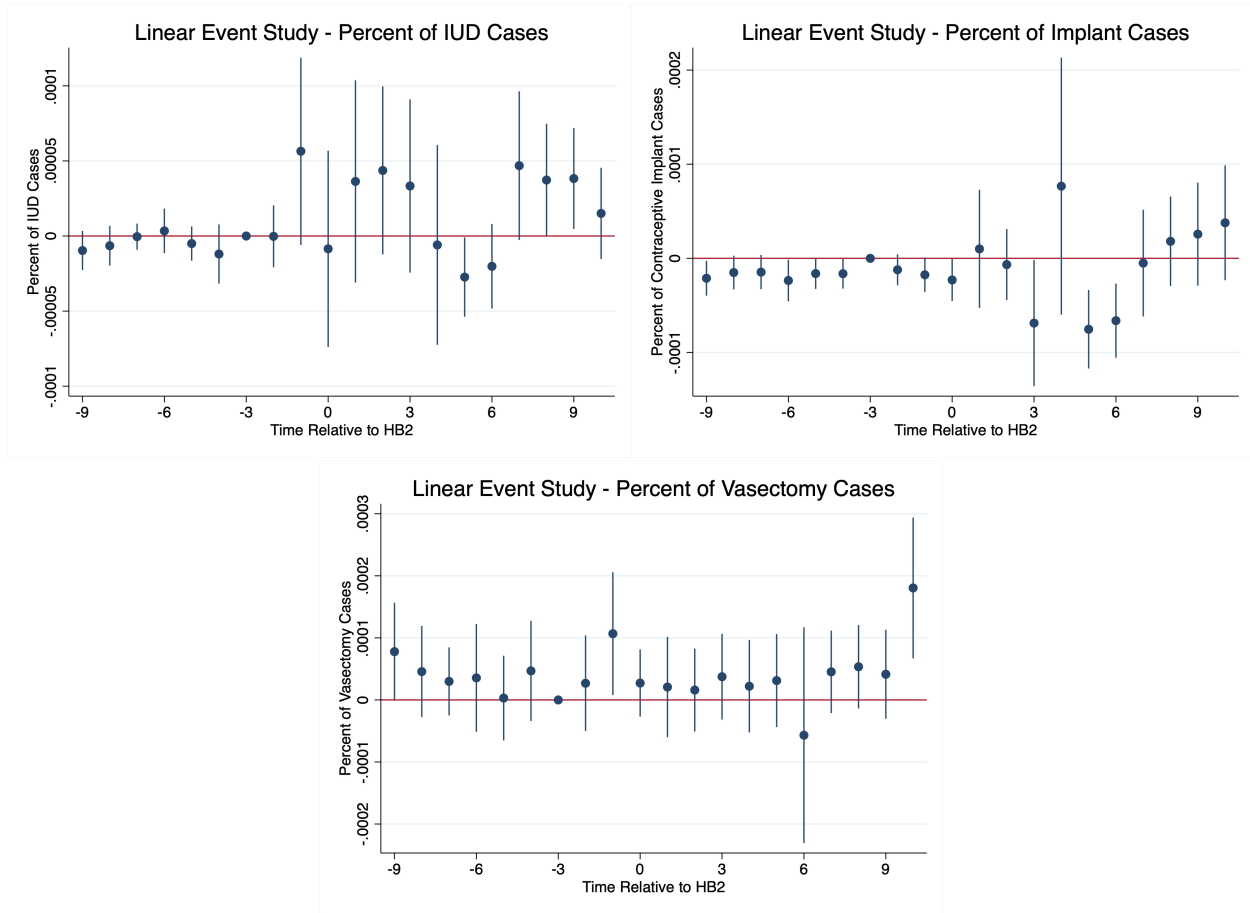 Linear Event Study - Percent of IUD Cases
Percent of IUD Cases
.0001
.00005
0
-.00005
-.0001
-9 -6 -3 0 3 6 9
Time Relative to HB2
Linear Event Study - Percent of Implant Cases
Percent of Contraceptive Implant Cases
.0002
.0001
0
-.0001
-9 -6 -3 0 3 6 9
Time Relative to HB2
Linear Event Study - Percent of Vasectomy Cases
Percent of Vasectomy Cases
.0003
.0002
.0001
0
-.0001
-.0002
-9 -6 -3 0 3 6 9
Time Relative to HB2